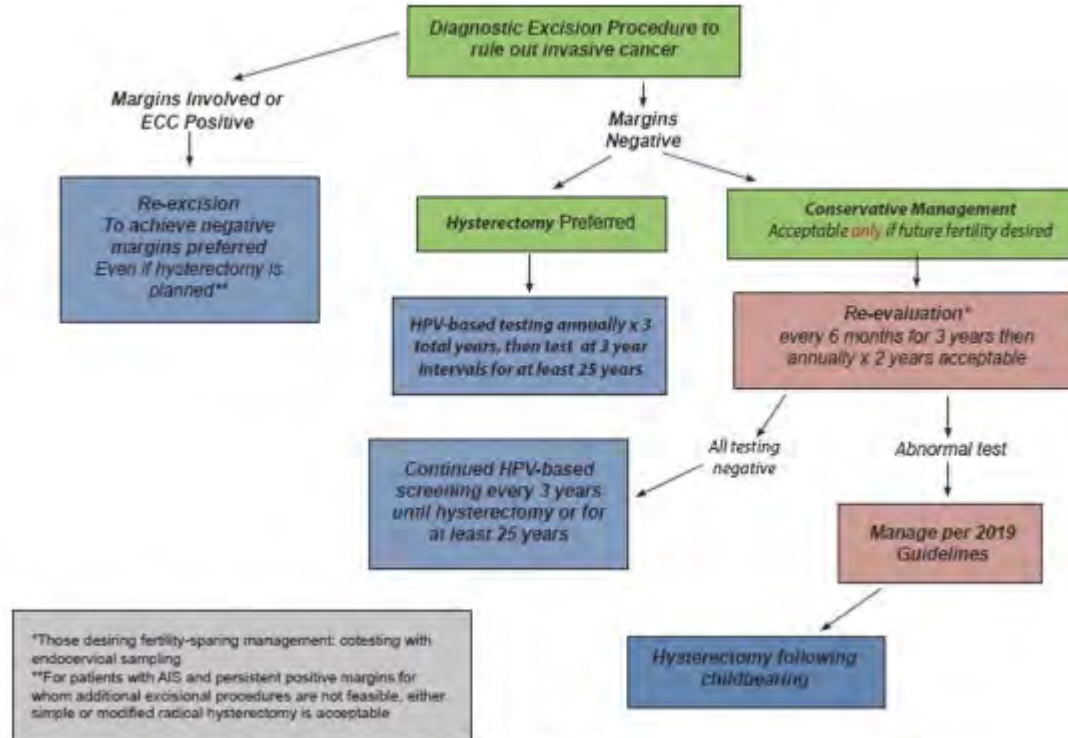 Diagnostic Excision Procedure to
rule out invasive cancer
Margins Involved or
ECC Positive
Margins
Negative
Re-excision
To achieve negative
margins preferred
Even if hysterectomy is
planned**
Hysterectomy Preferred
Conservative Management
Acceptable only if future fertility desired
HPV-based testing annually x 3
total years, then test at 3 year
intervals for at least 25 years
Re-evaluation*
every 6 months for 3 years then
annually x 2 years acceptable
All testing
negative
Abnormal test
Continued HPV-based
screening every 3 years
until hysterectomy or for
at least 25 years
Manage per 2019
Guidelines
Hysterectomy following
childbearing
*Those desiring fertility-sparing management: cotesting with
endocervical sampling
**For patients with AIS and persistent positive margins for
whom additional excisional procedures are not feasible, either
simple or modified radical hysterectomy is acceptable